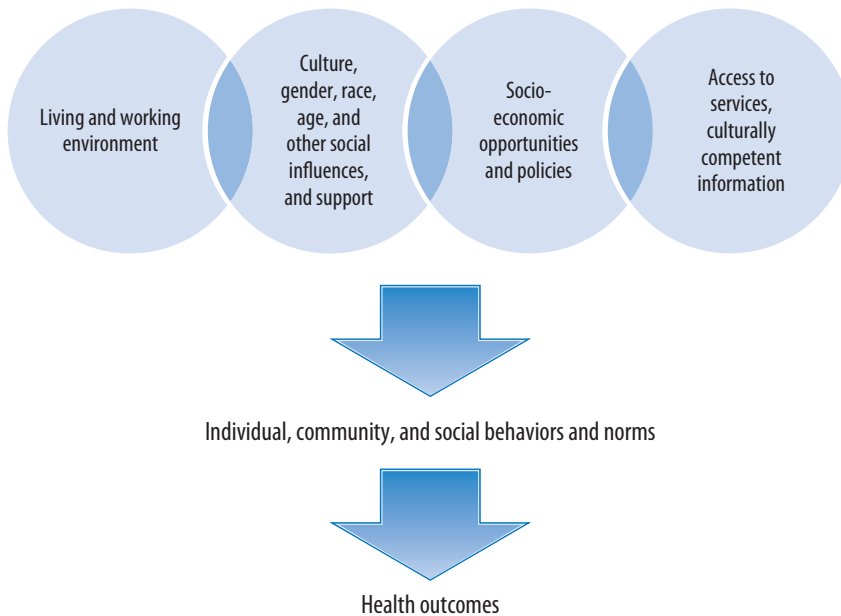 Living and working
environment
Culture,
gender, race,
age, and
other social
influences,
and support
Socio-
economic
opportunities
and policies
Access to
services,
culturally
competent
information
Individual, community, and social behaviors and norms
Health outcomes